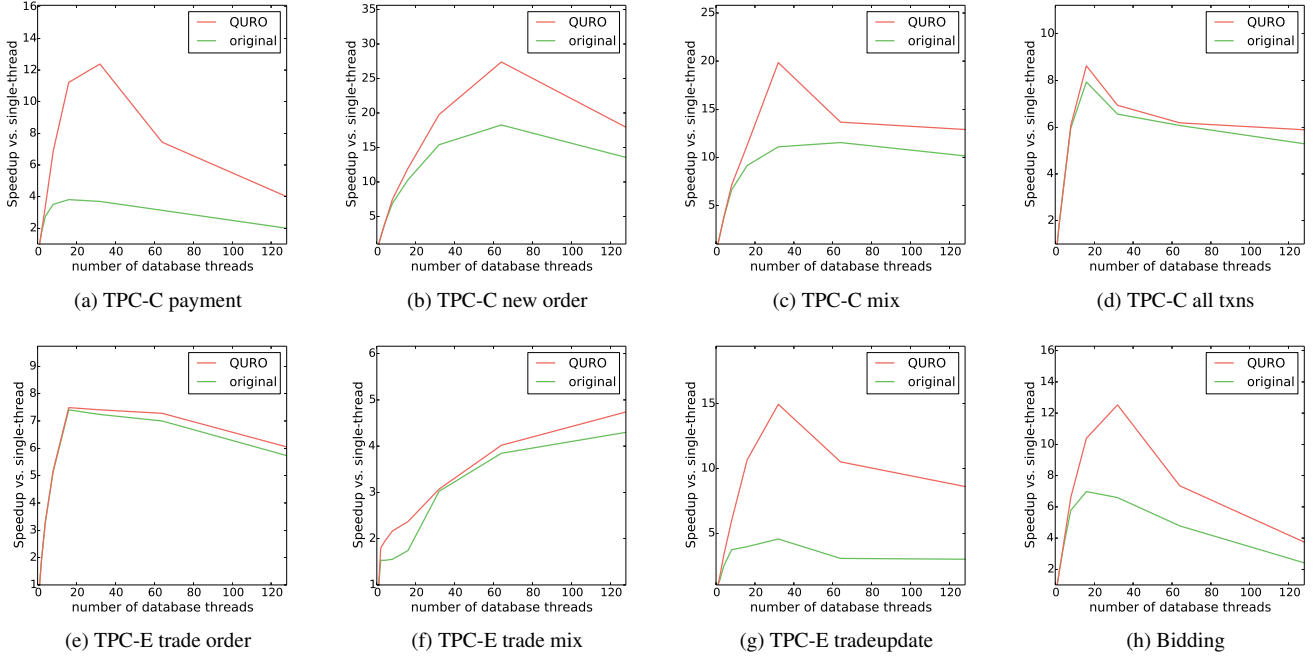 Speedup vs. single-thread
16
14
12
10
8
6
4
2
0 20 40 60 80 100 120
number of database threads
QURO
original
(a) TPC-C payment
Speedup vs. single-thread
35
30
25
20
15
10
5
0 20 40 60 80 100 120
number of database threads
QURO
original
(b) TPC-C new order
Speedup vs. single-thread
25
20
15
10
5
0 20 40 60 80 100 120
number of database threads
QURO
original
(c) TPC-C mix
Speedup vs. single-thread
10
8
6
4
2
0 20 40 60 80 100 120
number of database threads
QURO
original
(d) TPC-C all txns
Speedup vs. single-thread
9
8
7
6
5
4
3
2
1
0 20 40 60 80 100 120
number of database threads
QURO
original
(e) TPC-E trade order
Speedup vs. single-thread
6
5
4
3
2
1
0 20 40 60 80 100 120
number of database threads
QURO
original
(f) TPC-E trade mix
Speedup vs. single-thread
15
10
5
0 20 40 60 80 100 120
number of database threads
QURO
original
(g) TPC-E tradeupdate
Speedup vs. single-thread
16
14
12
10
8
6
4
2
0 20 40 60 80 100 120
number of database threads
QURO
original
(h) Bidding